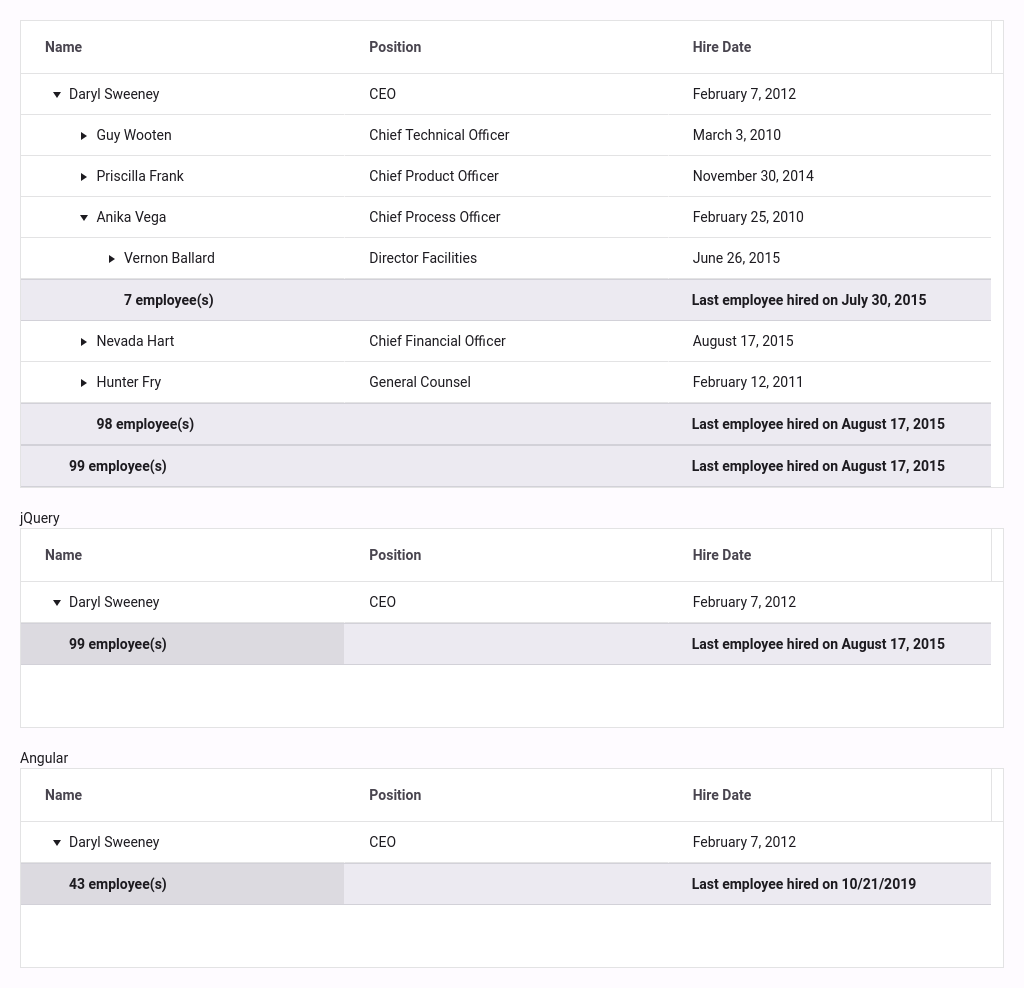 Name Position Hire Date
Daryl Sweeney CEO February 7, 2012
Guy Wooten Chief Technical Officer March 3, 2010
Priscilla Frank Chief Product Officer November 30, 2014
Anika Vega Chief Process Officer February 25, 2010
Vernon Ballard Director Facilities June 26, 2015
7 employee(s) Last employee hired on July 30, 2015
Nevada Hart Chief Financial Officer August 17, 2015
Hunter Fry General Counsel February 12, 2011
98 employee(s) Last employee hired on August 17, 2015
99 employee(s) Last employee hired on August 17, 2015
jQuery
Name Position Hire Date
Daryl Sweeney CEO February 7, 2012
99 employee(s) Last employee hired on August 17, 2015
Angular
Name Position Hire Date
Daryl Sweeney CEO February 7, 2012
43 employee(s) Last employee hired on 10/21/2019